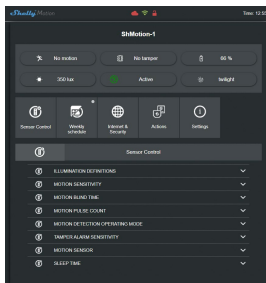 Shelly Motion
Time: 12:5
ShMotion-1
No motion
No tamper
66 %
350 lux
Active
twilight
Sensor Control
Weekly schedule
Internet & Security
Actions
Settings
Sensor Control
ILLUMINATION DEFINITIONS
MOTION SENSITIVITY
MOTION BLIND TIME
MOTION PULSE COUNT
MOTION DETECTION OPERATING MODE
TAMPER ALARM SENSITIVITY
MOTION SENSOR
SLEEP TIME